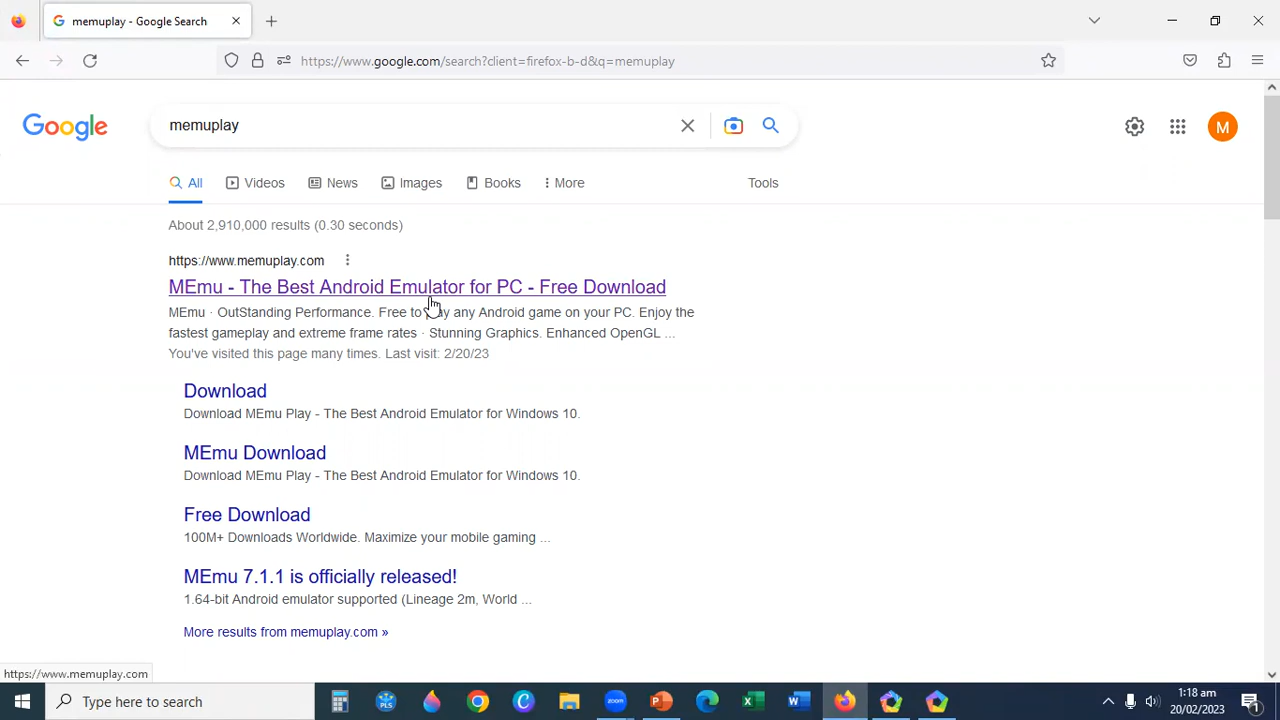 memuplay - Google Search
https://www.google.com/search?client=firefox-b-d&q=memuplay
Google
memuplay
M
All
Videos
News
Images
Books
More
Tools
About 2,910,000 results (0.30 seconds)
https://www.memuplay.com
MEmu - The Best Android Emulator for PC - Free Download
MEmu · OutStanding Performance. Free to play any Android game on your PC. Enjoy the
fastest gameplay and extreme frame rates · Stunning Graphics. Enhanced OpenGL ...
You've visited this page many times. Last visit: 2/20/23
Download
Download MEmu Play - The Best Android Emulator for Windows 10.
MEmu Download
Download MEmu Play - The Best Android Emulator for Windows 10.
Free Download
100M+ Downloads Worldwide. Maximize your mobile gaming ...
MEmu 7.1.1 is officially released!
1.64-bit Android emulator supported (Lineage 2m, World ...
More results from memuplay.com »
https://www.memuplay.com
Type here to search
PLS
zoom
1:18 am
20/02/2023
1